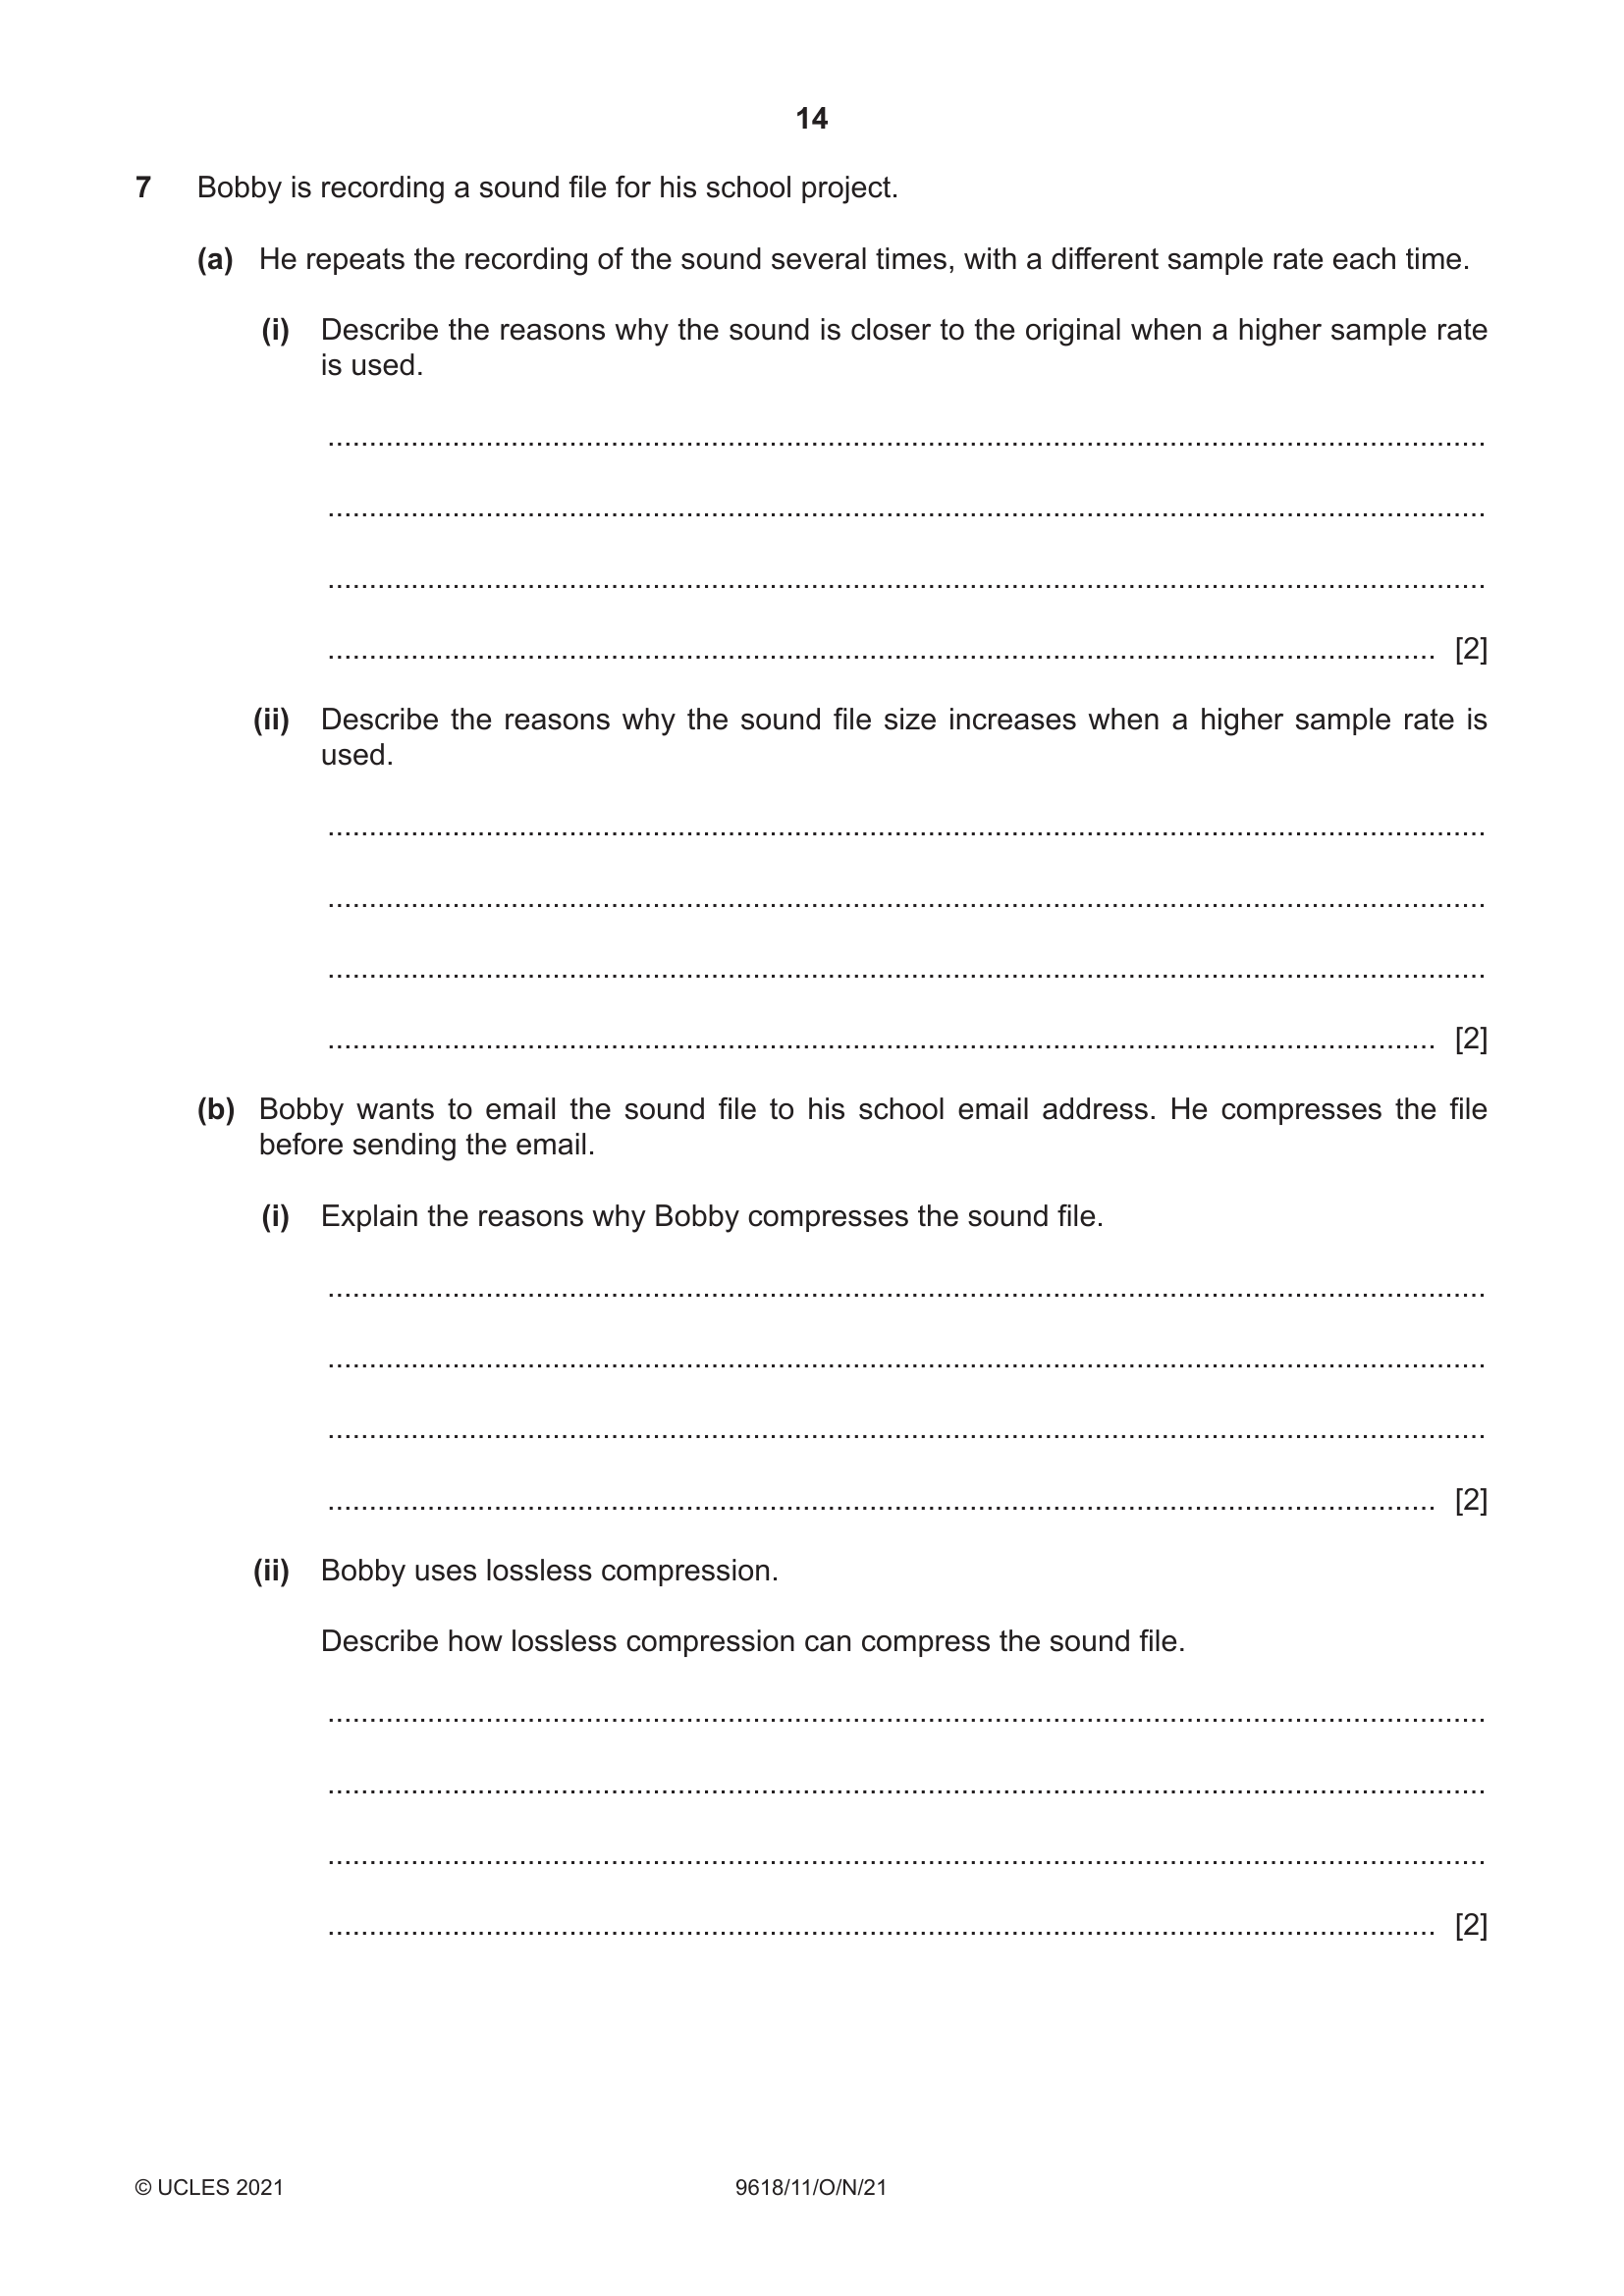 14
7 Bobby is recording a sound file for his school project.
(a) He repeats the recording of the sound several times, with a different sample rate each time.
(i) Describe the reasons why the sound is closer to the original when a higher sample rate
is used.
[2]
(ii) Describe the reasons why the sound file size increases when a higher sample rate is
used.
[2]
(b) Bobby wants to email the sound file to his school email address. He compresses the file
before sending the email.
(i) Explain the reasons why Bobby compresses the sound file.
[2]
(ii) Bobby uses lossless compression.
Describe how lossless compression can compress the sound file.
[2]
© UCLES 2021 9618/11/O/N/21